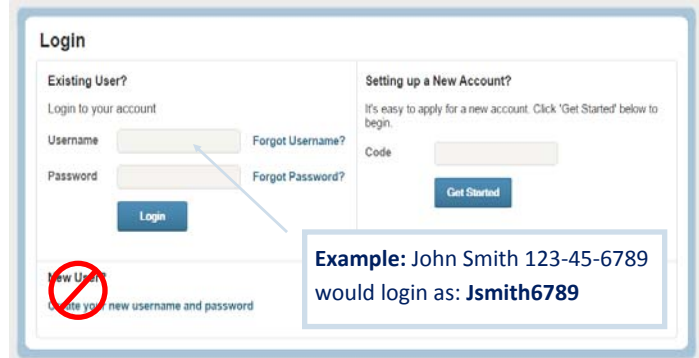 Login
Existing User?
Login to your account
Username
Forgot Username?
Password
Forgot Password?
Login
Setting up a New Account?
It's easy to apply for a new account. Click 'Get Started' below to
begin.
Code
Get Started
New User?
Create your new username and password
Example: John Smith 123-45-6789
would login as: Jsmith6789